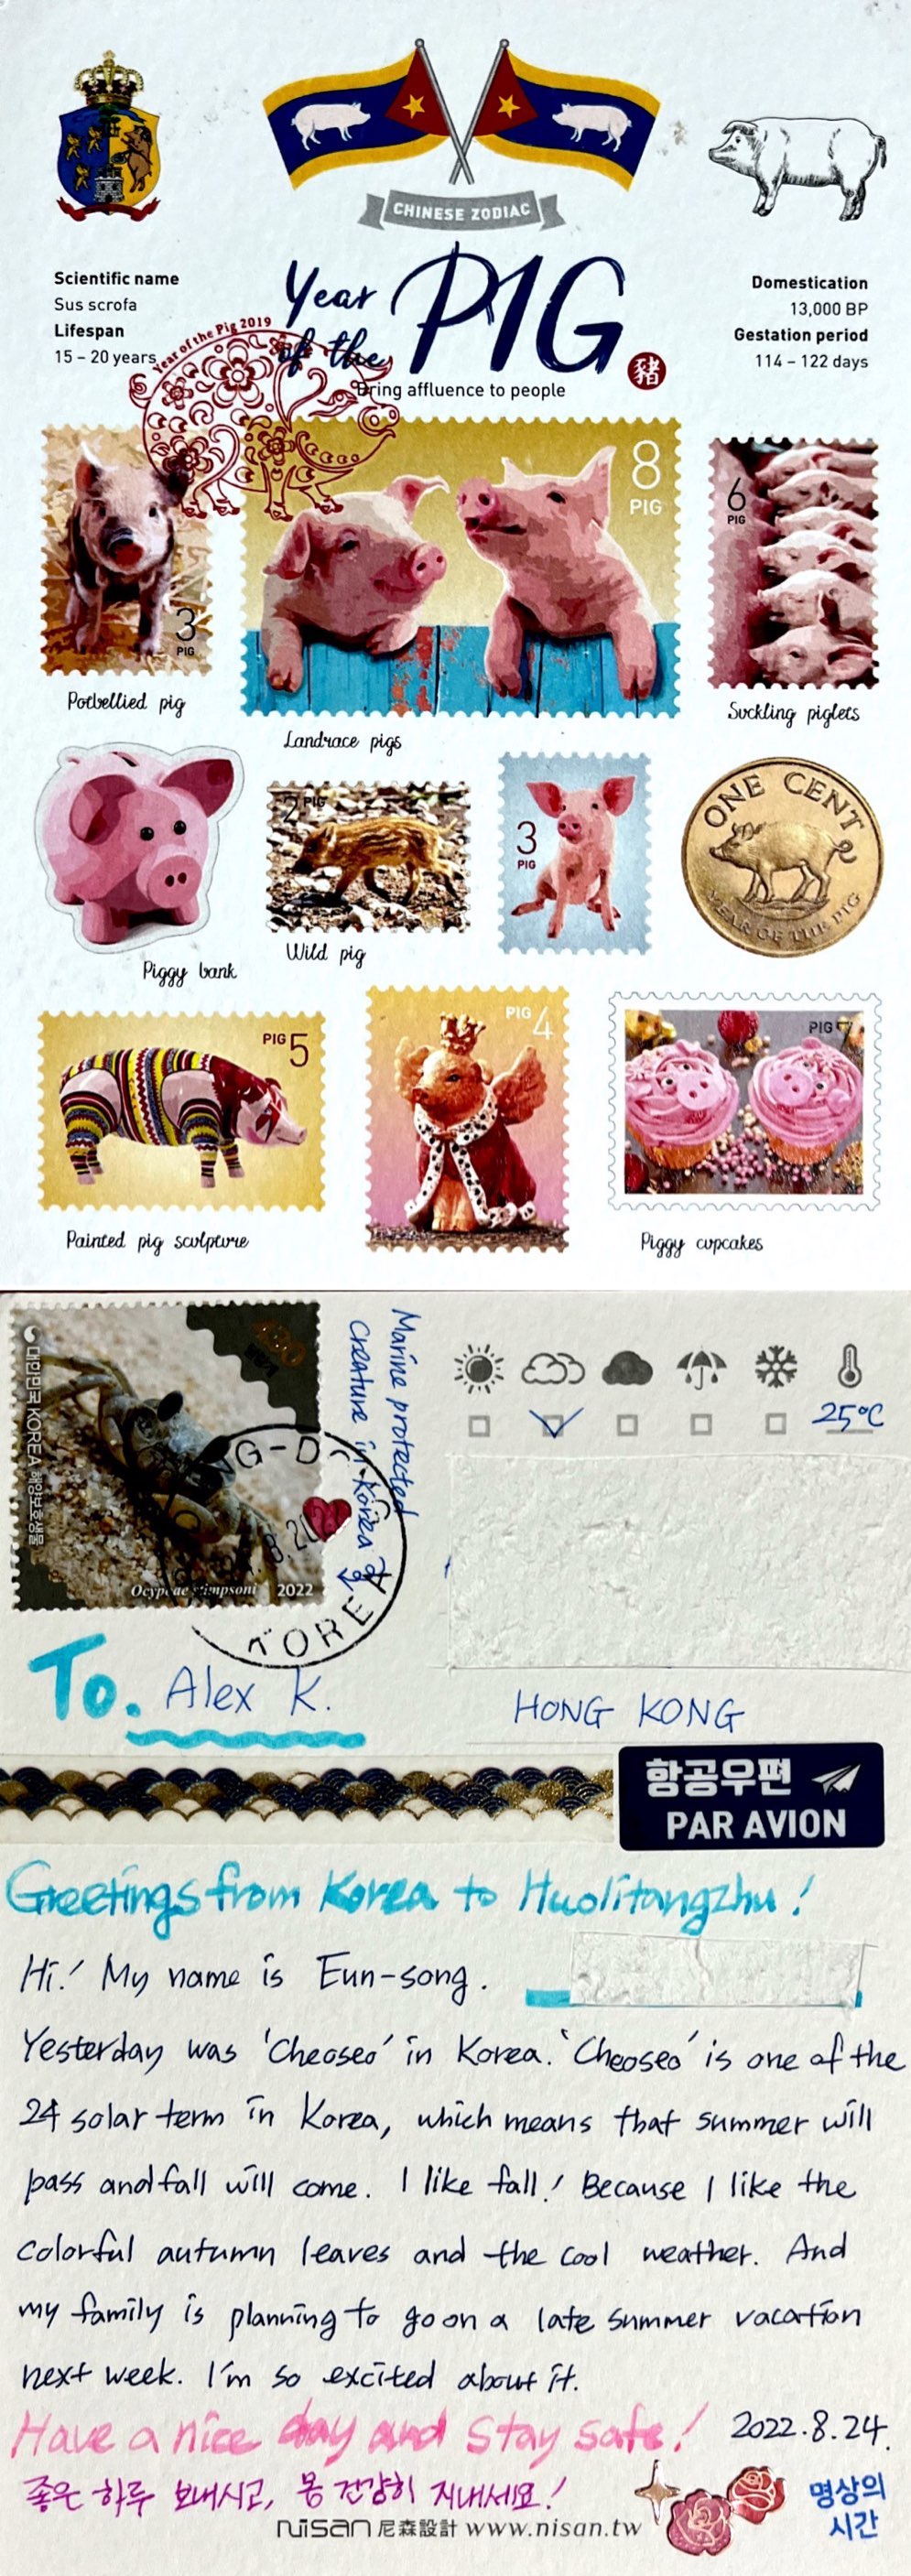 CHINESE ZODIAC
Scientific name
Sus scrofa
Lifespan
15 – 20 years
Year of the PIG
豬
Bring affluence to people
Domestication
13,000 BP
Gestation period
114 – 122 days
Year of the Pig 2019
3
PIG
Potbellied pig
8
PIG
Landrace pigs
6
PIG
Suckling piglets
Piggy bank
2 PIG
Wild pig
3
PIG
ONE CENT
YEAR OF THE PIG
PIG 5
Painted pig sculpture
PIG 4
PIG 7
Piggy cupcakes
대한민국 KOREA 해양보호생물
2022
Marine protected
creature in Korea
G-D
KOREA
25°C
To. Alex K.
HONG KONG
항공우편
PAR AVION
Greetings from Korea to Huolitangzhu!
Hi! My name is Eun-song.
Yesterday was 'Cheoseo' in Korea. 'Cheoseo' is one of the
24 solar term in Korea, which means that summer will
pass and fall will come. I like fall! Because I like the
colorful autumn leaves and the cool weather. And
my family is planning to go on a late summer vacation
next week. I'm so excited about it.
Have a nice day and Stay safe! 2022.8.24.
좋은 하루 보내시고, 몸 건강히 지내세요!
명상의
시간
nisan 尼森設計 www.nisan.tw